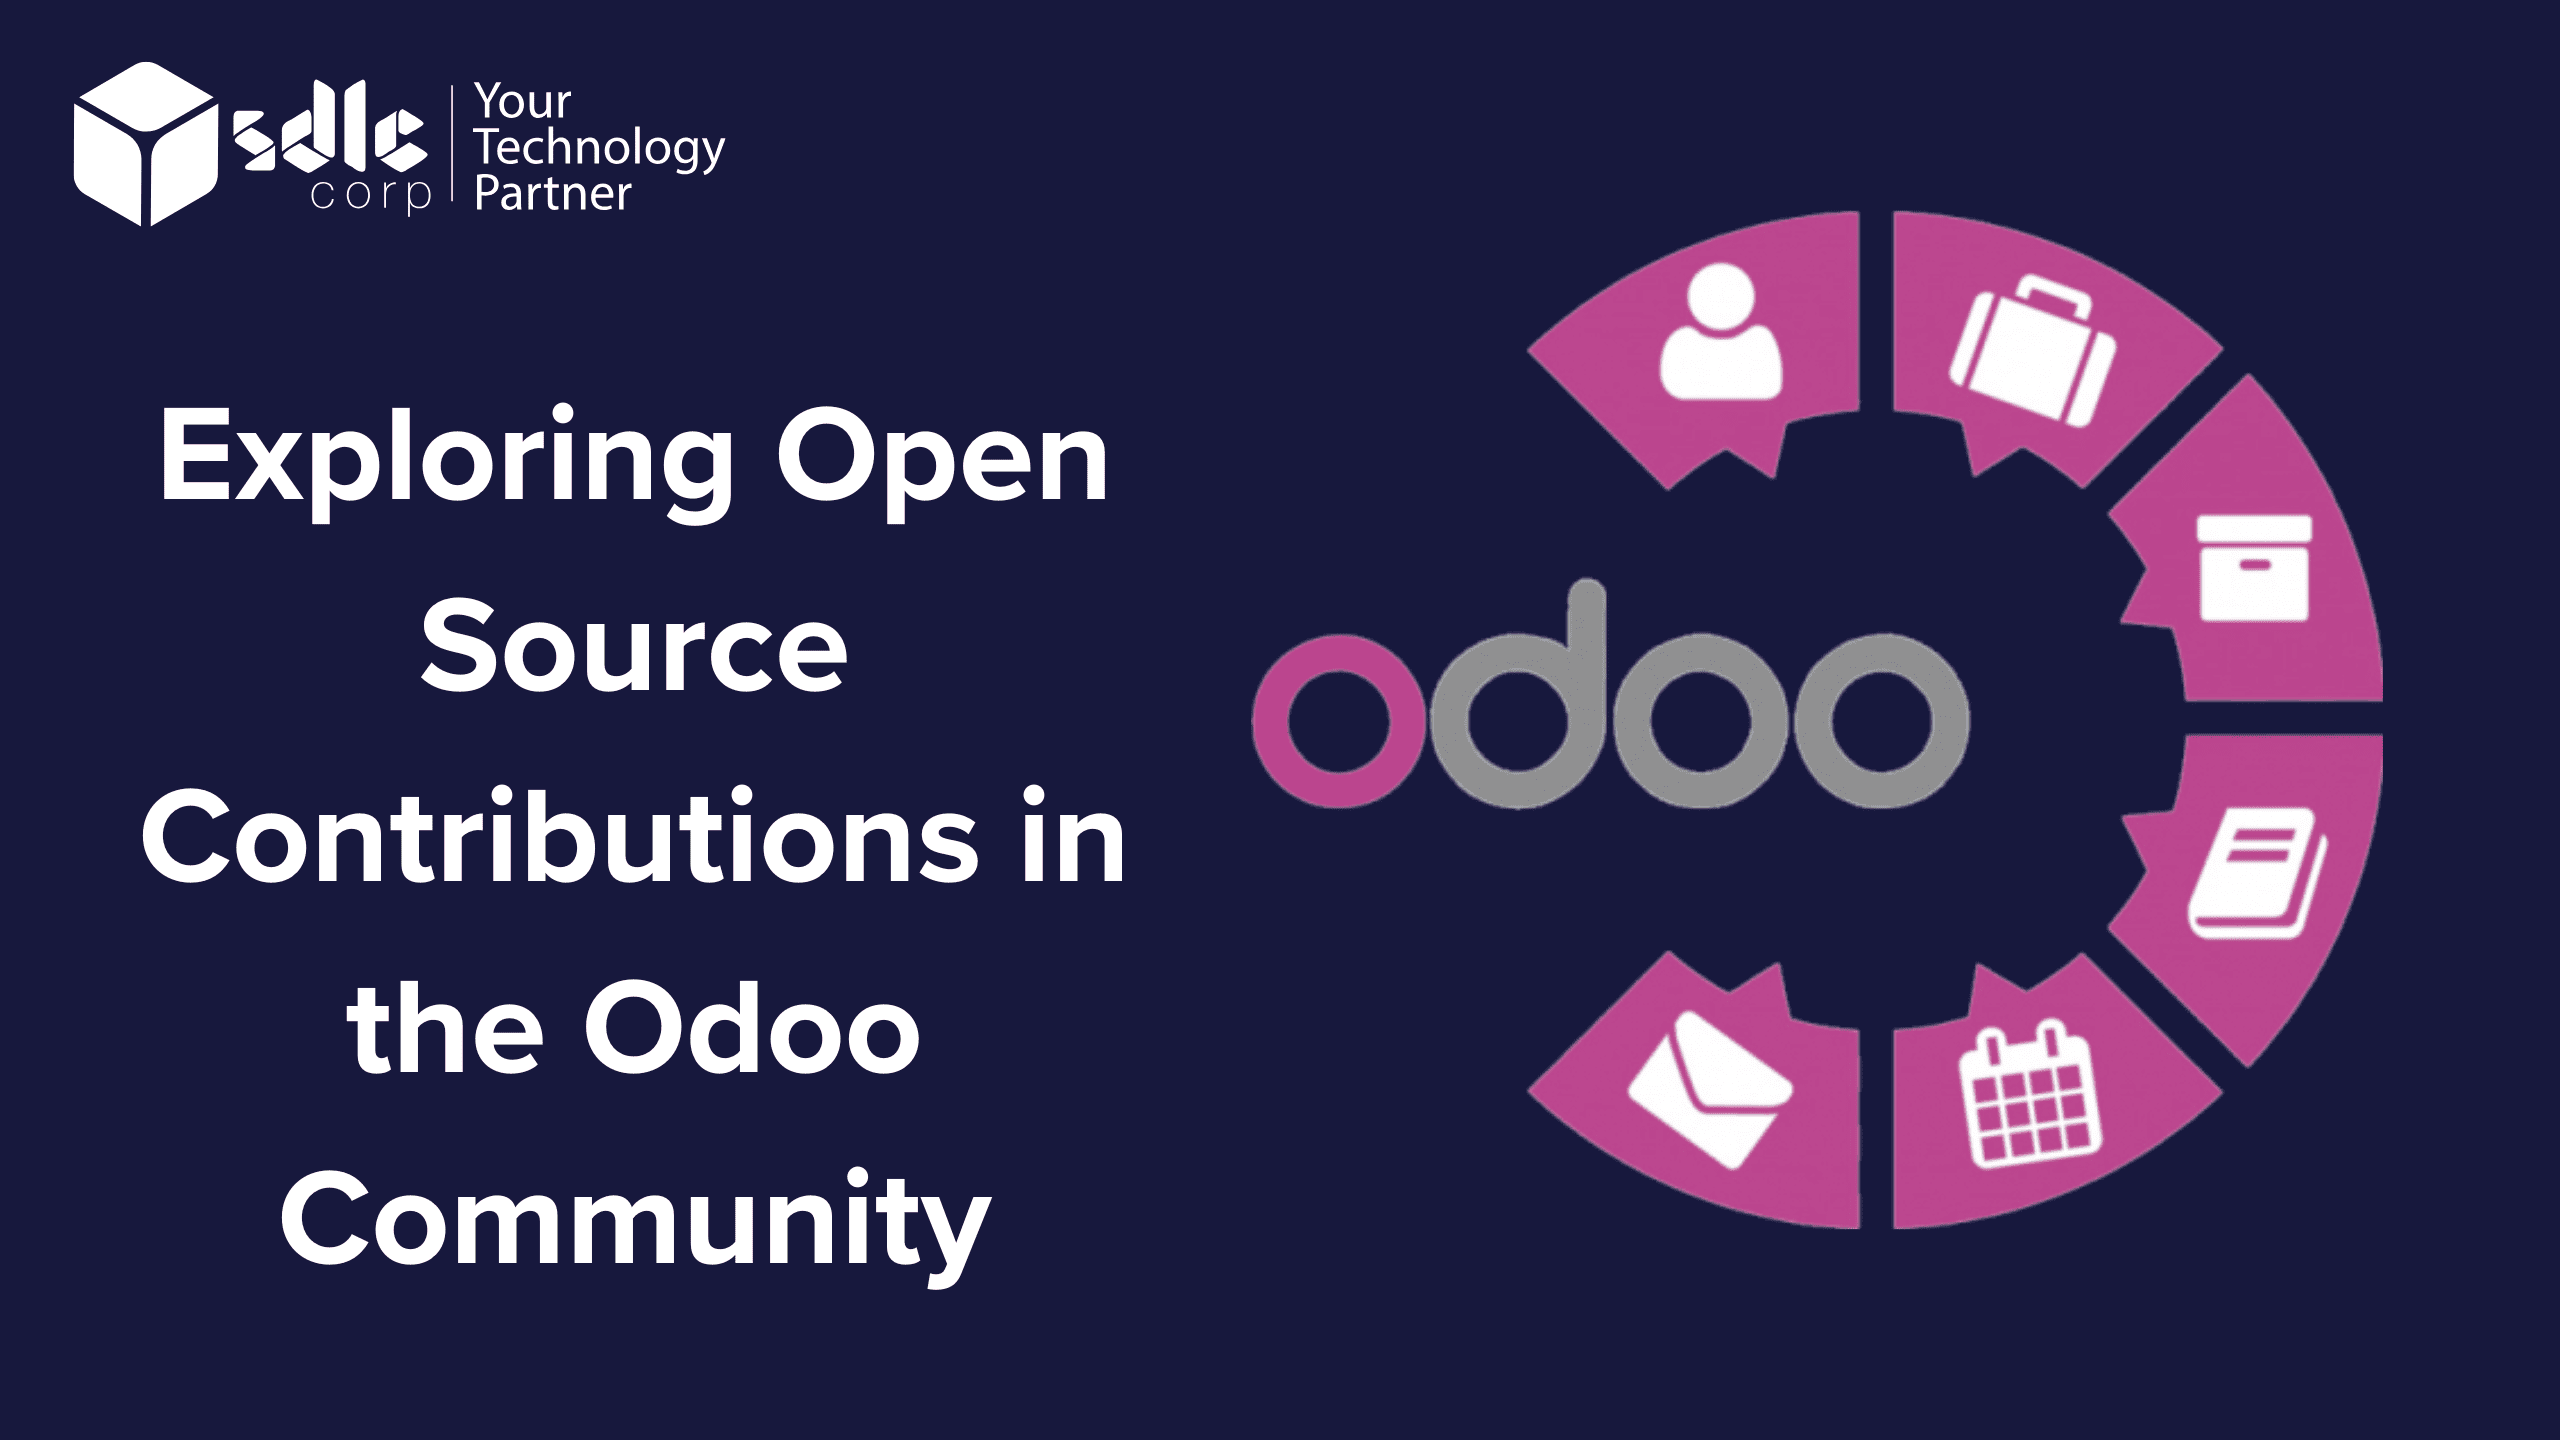 sdlc
corp
Your
Technology
Partner
Exploring Open
Source
Contributions in
the Odoo
Community
odoo